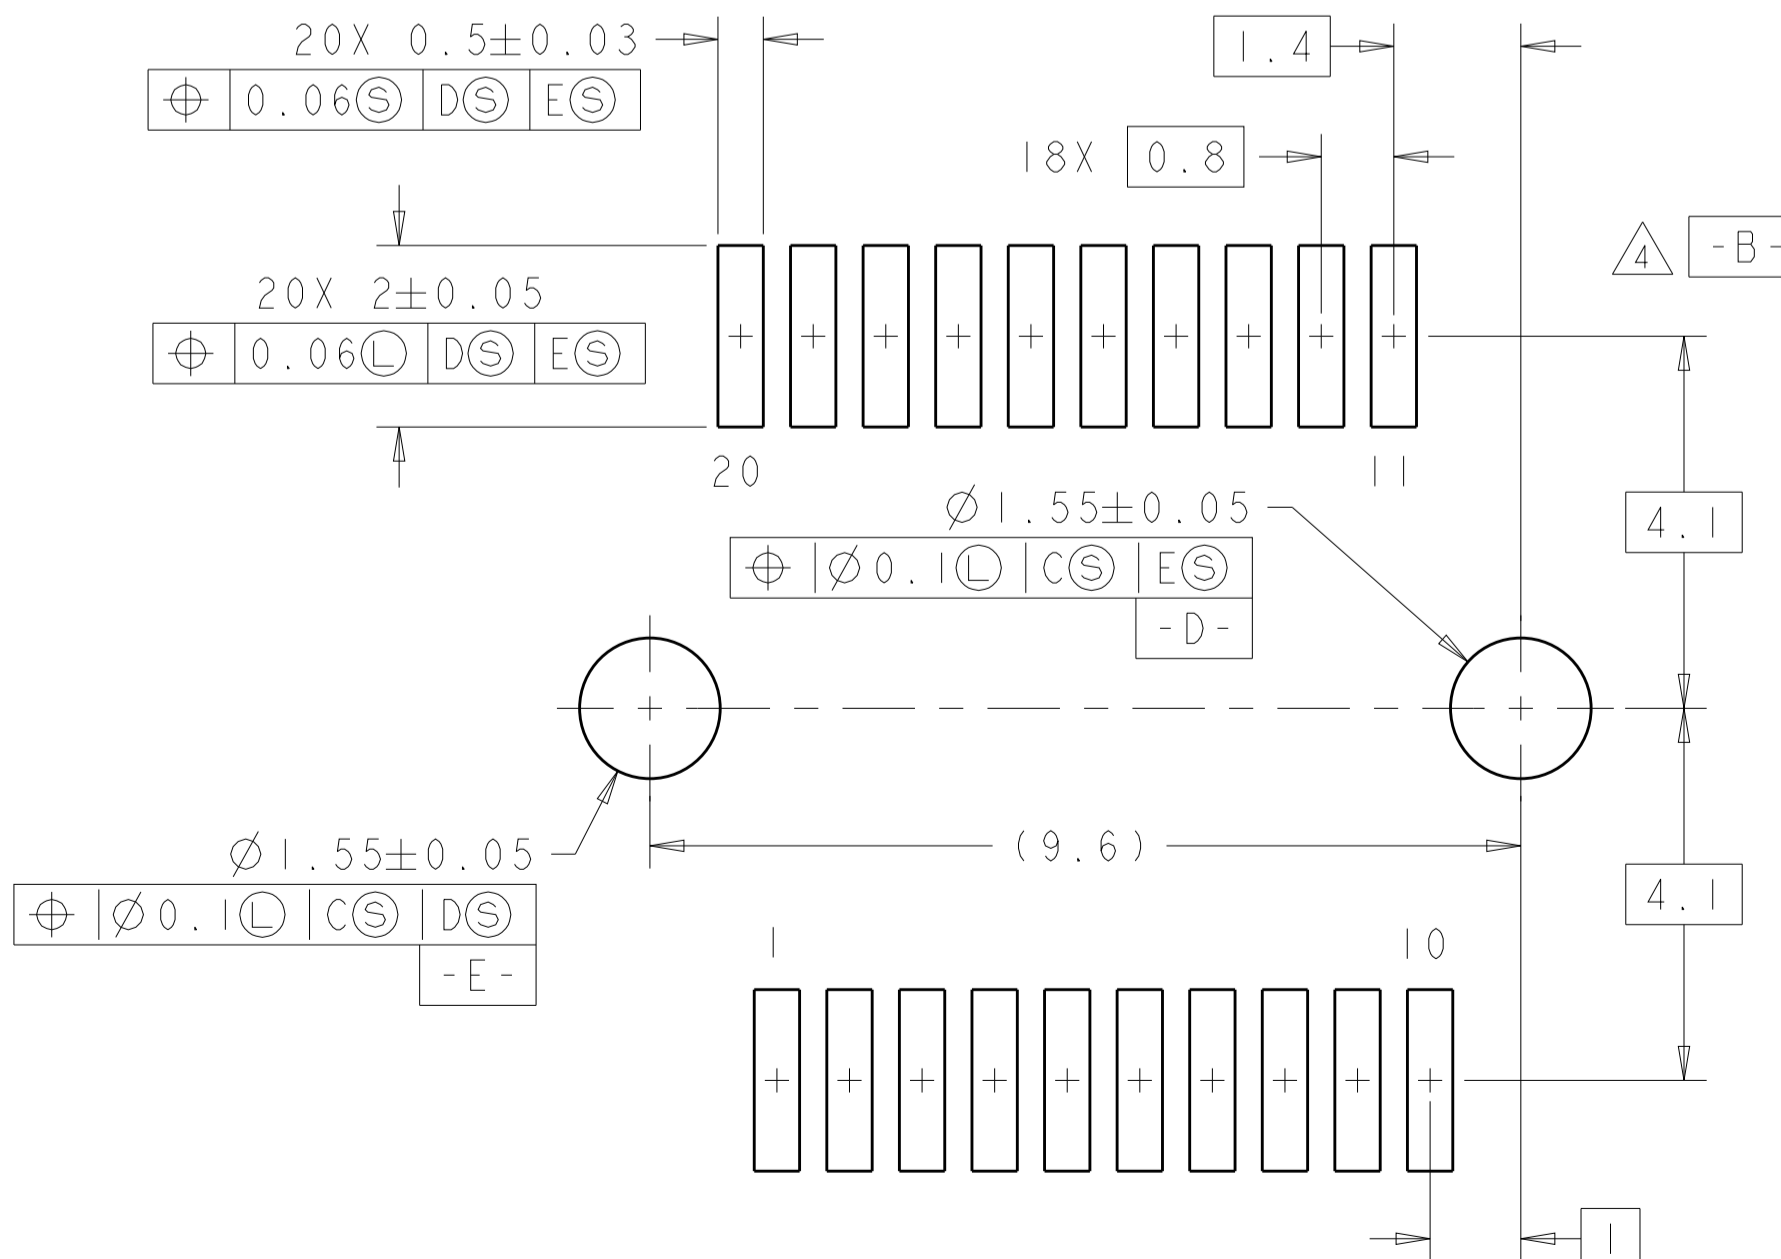 20X 0.5±0.03
⌖ 0.06Ⓢ DⓈ EⓈ
1.4
18X 0.8
4 -B-
20X 2±0.05
⌖ 0.06Ⓛ DⓈ EⓈ
20
11
Ø1.55±0.05
⌖ Ø0.1Ⓛ CⓈ EⓈ
-D-
4.1
(9.6)
Ø1.55±0.05
⌖ Ø0.1Ⓛ CⓈ DⓈ
-E-
4.1
1
10
1